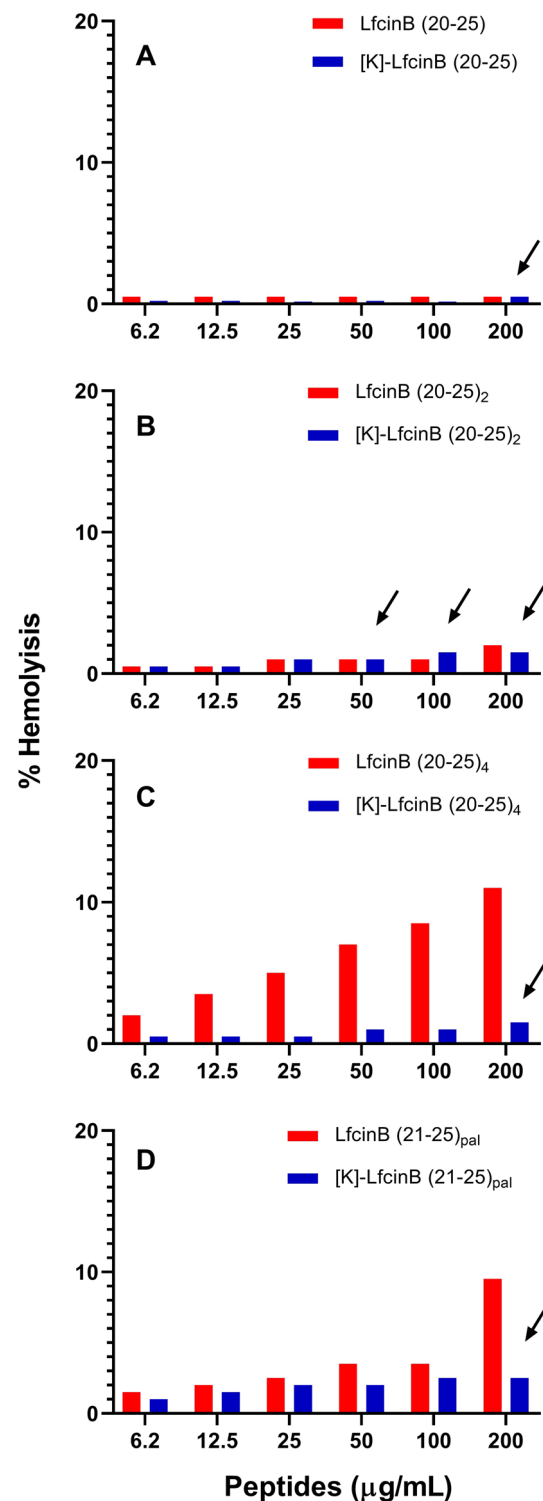 A
20
10
0
LfcinB (20-25)
[K]-LfcinB (20-25)
6.2 12.5 25 50 100 200
B
20
10
0
LfcinB (20-25)₂
[K]-LfcinB (20-25)₂
6.2 12.5 25 50 100 200
% Hemolyisis
C
20
10
0
LfcinB (20-25)₄
[K]-LfcinB (20-25)₄
6.2 12.5 25 50 100 200
D
20
10
0
LfcinB (21-25)pal
[K]-LfcinB (21-25)pal
6.2 12.5 25 50 100 200
Peptides (μg/mL)